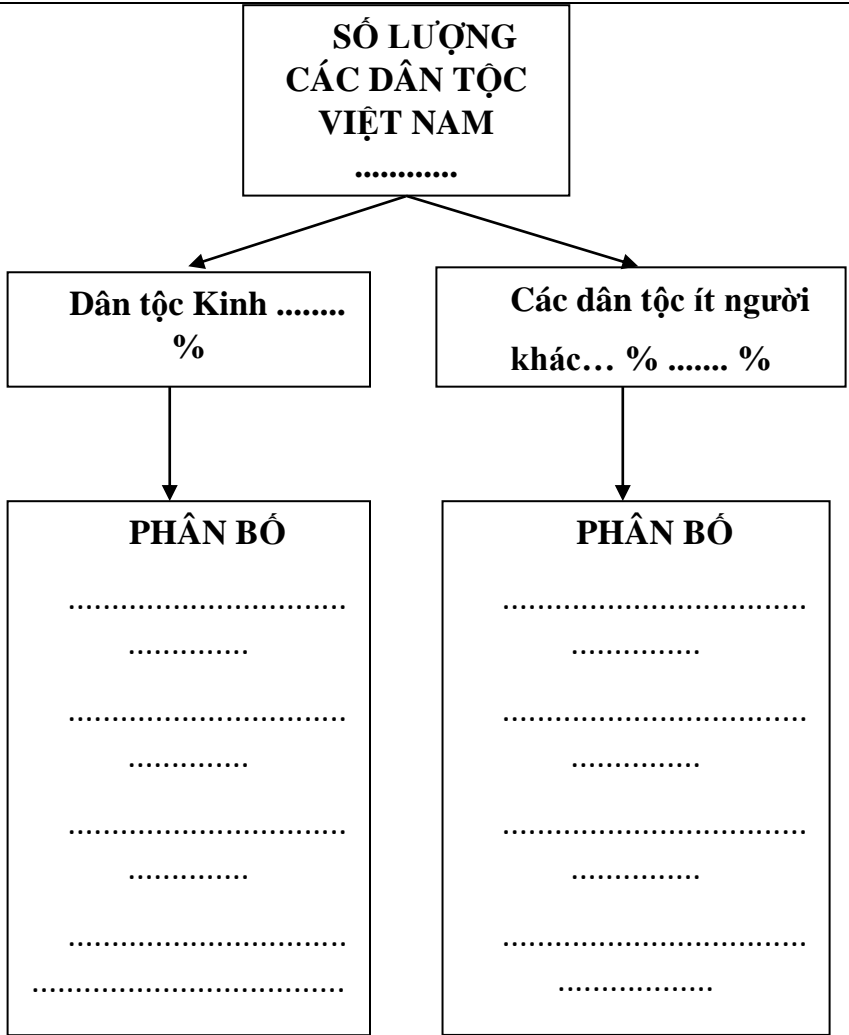 SỐ LƯỢNG
CÁC DÂN TỘC
VIỆT NAM
............
Dân tộc Kinh ........
%
Các dân tộc ít người
khác… % ....... %
PHÂN BỐ
................................
..............
................................
..............
................................
..............
................................
....................................
PHÂN BỐ
...................................
...............
...................................
...............
...................................
...............
...................................
..................